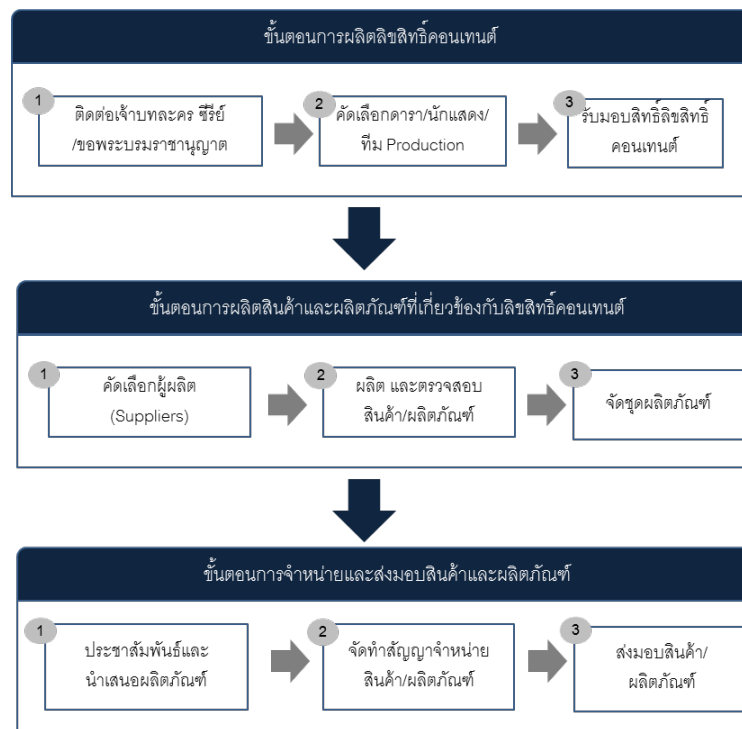 ขั้นตอนการผลิตลิขสิทธิ์คอนเทนต์
1
ติดต่อเจ้าบทละคร ซีรีย์
/ขอพระบรมราชานุญาต
2
คัดเลือกดารา/นักแสดง/
ทีม Production
3
รับมอบสิทธิ์ลิขสิทธิ์
คอนเทนต์
ขั้นตอนการผลิตสินค้าและผลิตภัณฑ์ที่เกี่ยวข้องกับลิขสิทธิ์คอนเทนต์
1
คัดเลือกผู้ผลิต
(Suppliers)
2
ผลิต และตรวจสอบ
สินค้า/ผลิตภัณฑ์
3
จัดชุดผลิตภัณฑ์
ขั้นตอนการจำหน่ายและส่งมอบสินค้าและผลิตภัณฑ์
1
ประชาสัมพันธ์และ
นำเสนอผลิตภัณฑ์
2
จัดทำสัญญาจำหน่าย
สินค้า/ผลิตภัณฑ์
3
ส่งมอบสินค้า/
ผลิตภัณฑ์